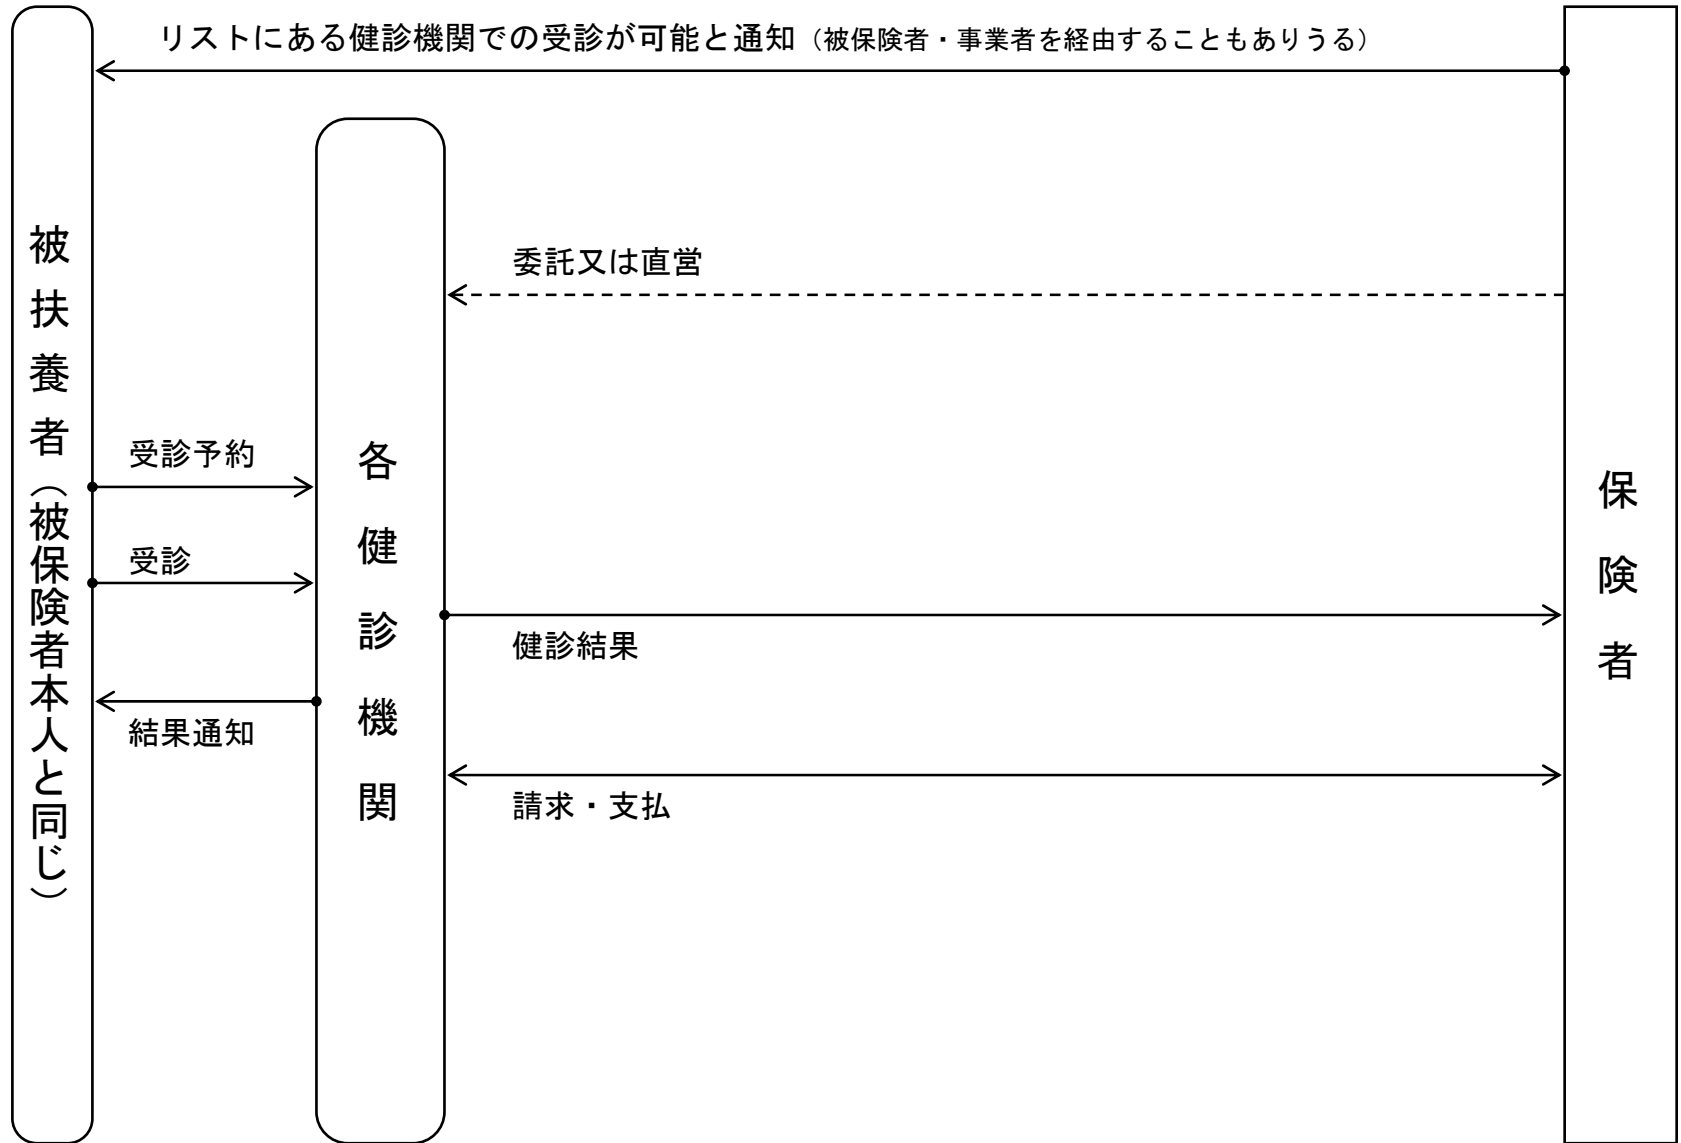 リストにある健診機関での受診が可能と通知（被保険者・事業者を経由することもありうる）
被扶養者（被保険者本人と同じ）
各健診機関
保険者
委託又は直営
受診予約
受診
健診結果
結果通知
請求・支払